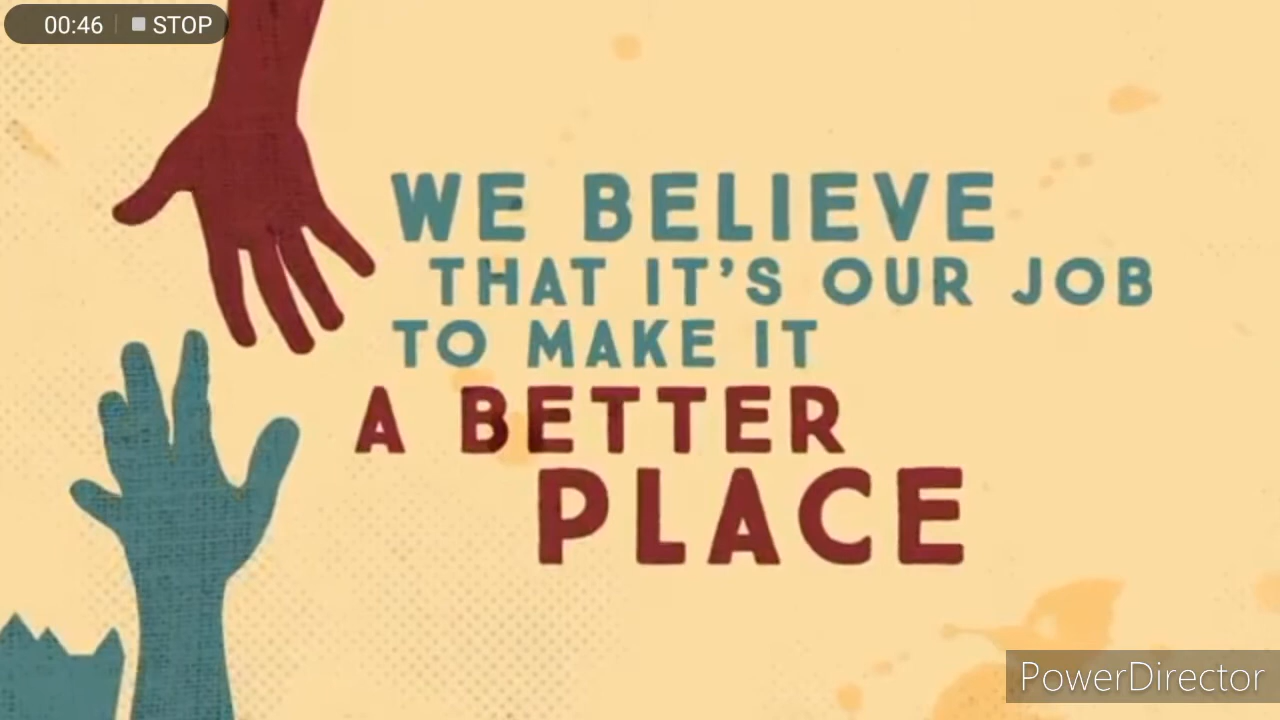 00:46 STOP
WE BELIEVE
THAT IT’S OUR JOB
TO MAKE IT
A BETTER
PLACE
PowerDirector